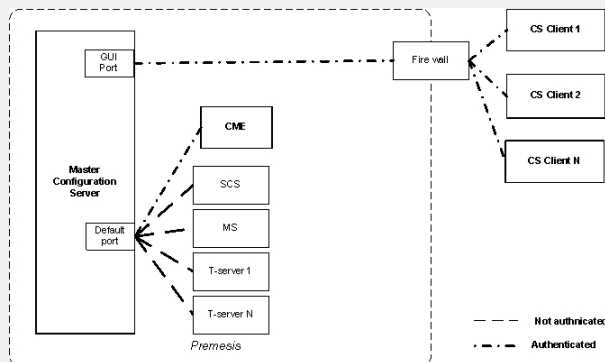 GUI
Port
Fire wall
CS Client 1
CS Client 2
CS Client N
CME
SCS
MS
T-server 1
T-server N
Master
Configuration
Server
Default
port
Premesis
Not authnicated
Authenticated